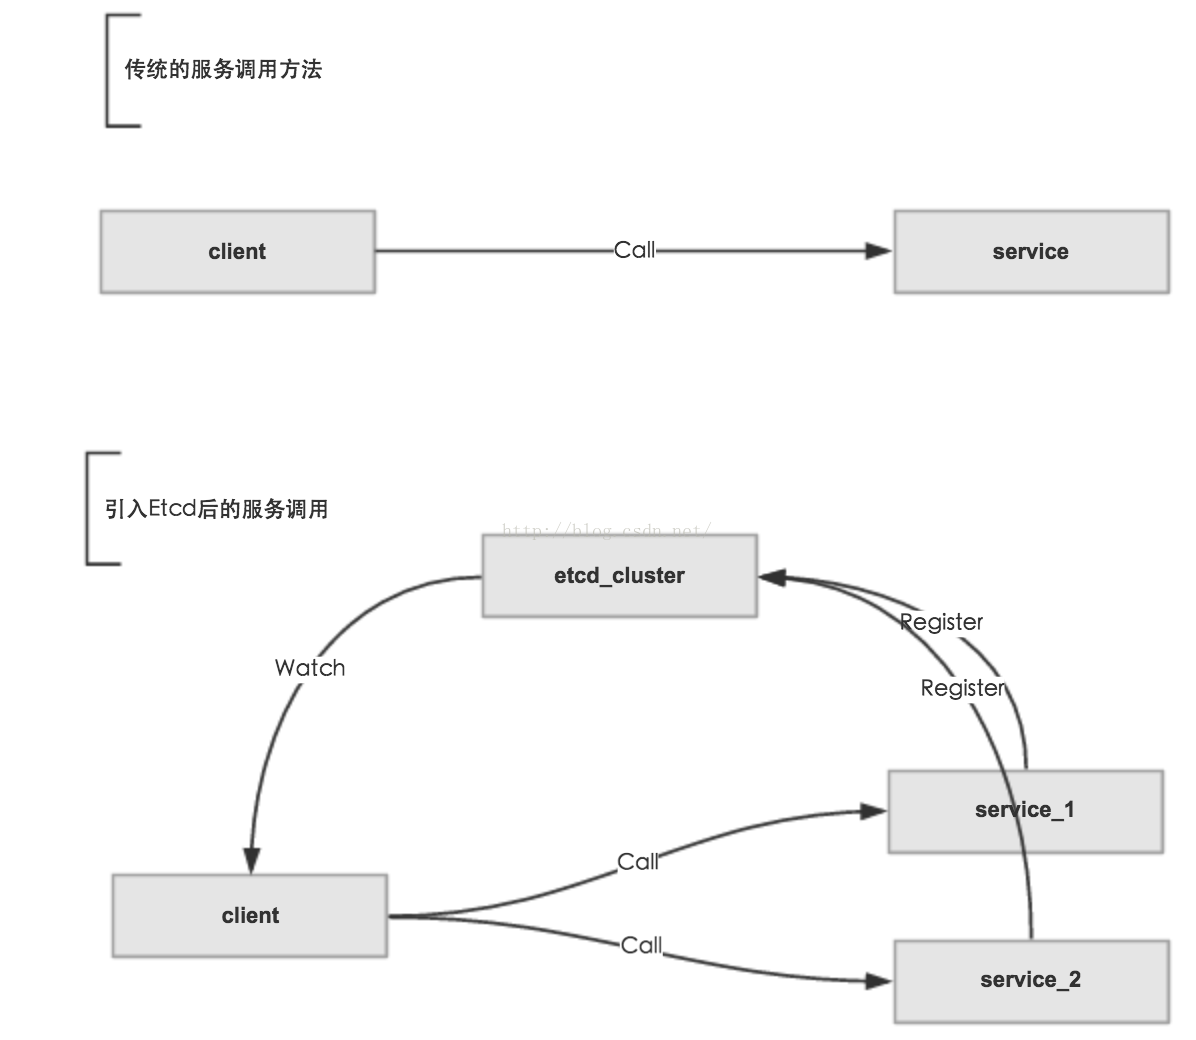 传统的服务调用方法
client
Call
service
引入Etcd后的服务调用
http://blog.csdn.net/
etcd_cluster
Register
Watch
Register
service_1
Call
client
Call
service_2